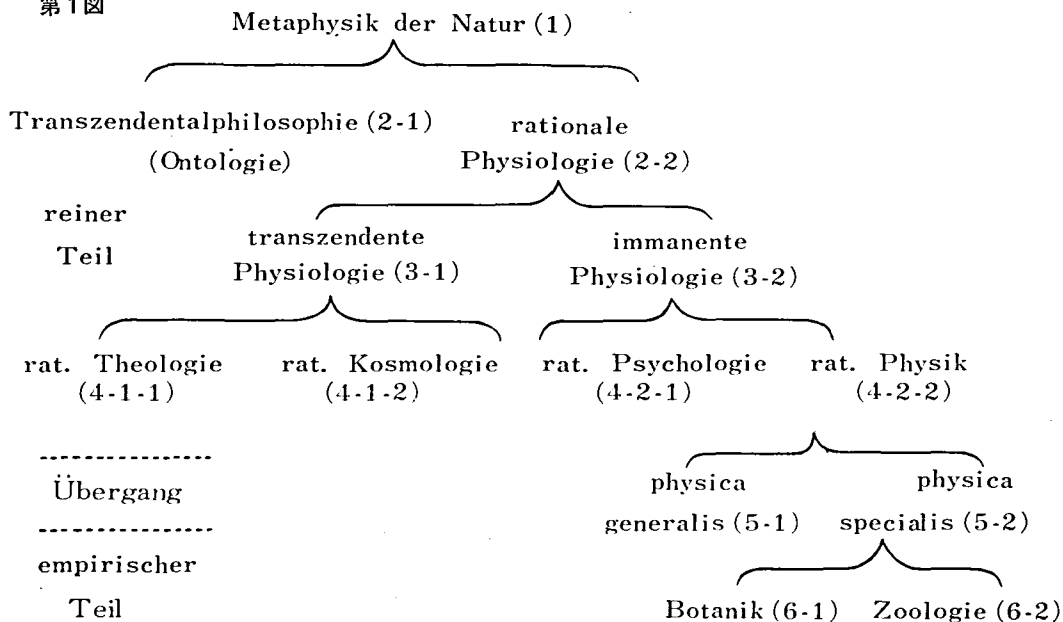 第1図
Metaphysik der Natur (1)
Transzendentalphilosophie (2-1)
(Ontologie)
rationale
Physiologie (2-2)
reiner
Teil
transzendente
Physiologie (3-1)
immanente
Physiologie (3-2)
rat. Theologie
(4-1-1)
rat. Kosmologie
(4-1-2)
rat. Psychologie
(4-2-1)
rat. Physik
(4-2-2)
Übergang
physica
generalis (5-1)
physica
specialis (5-2)
empirischer
Teil
Botanik (6-1)
Zoologie (6-2)